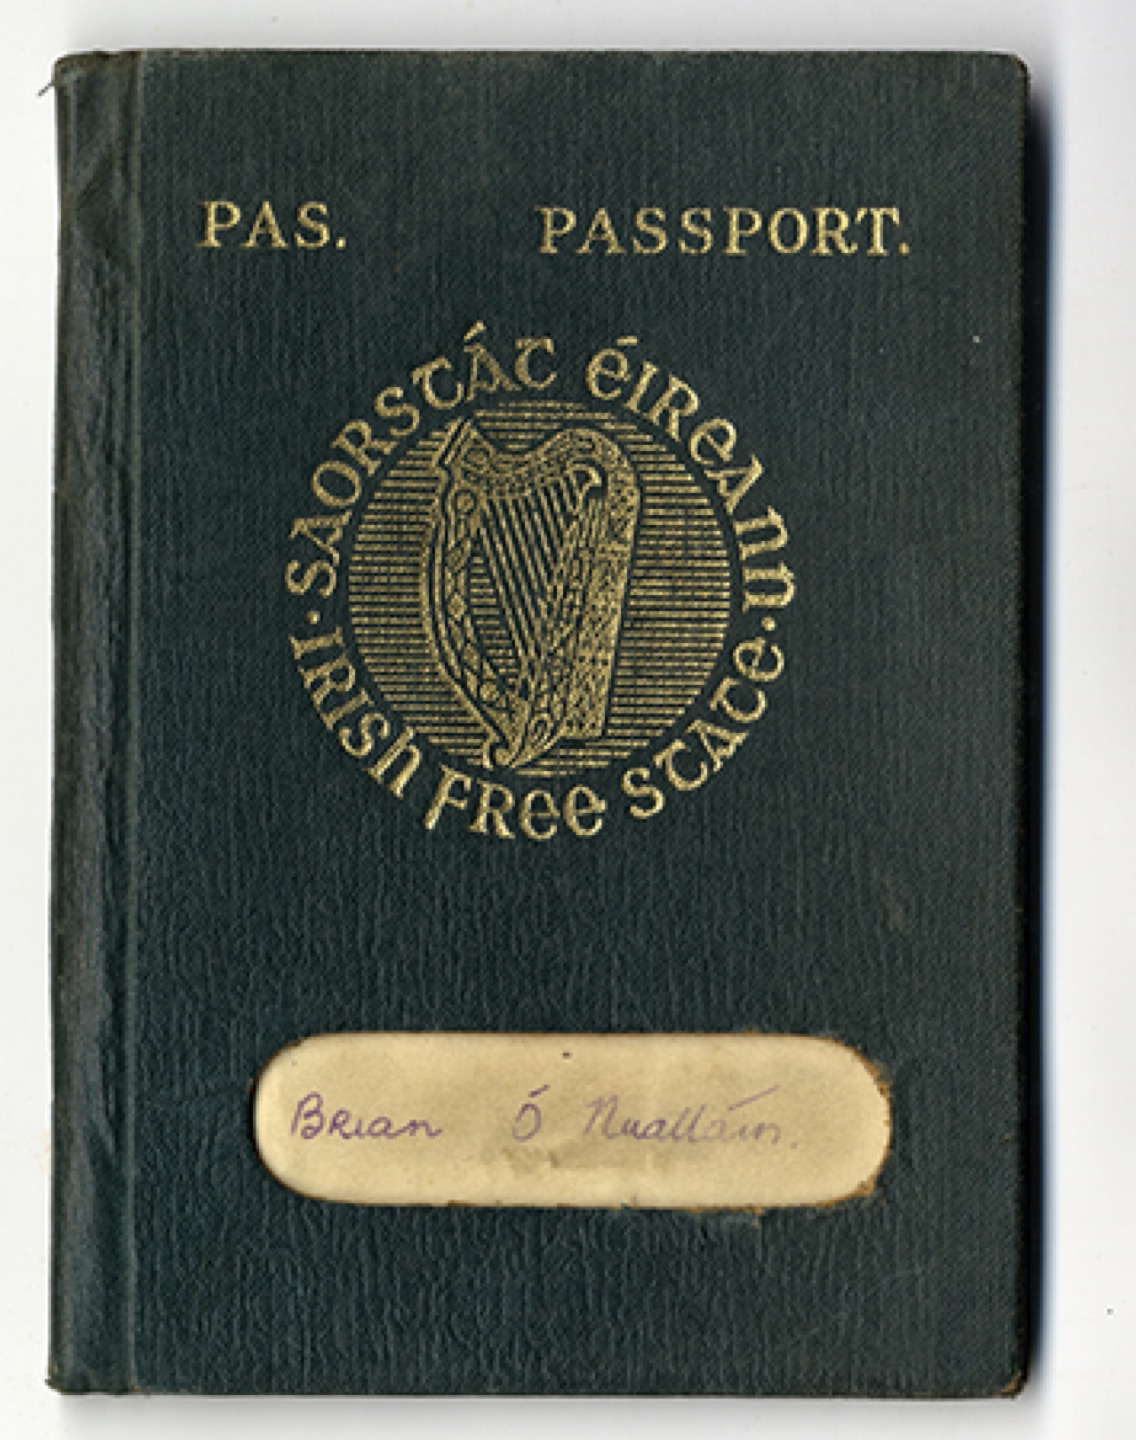 PAS. PASSPORT.
SAORSTÁT ÉIREANN
IRISH FREE STATE
Brian Ó Nualláin.